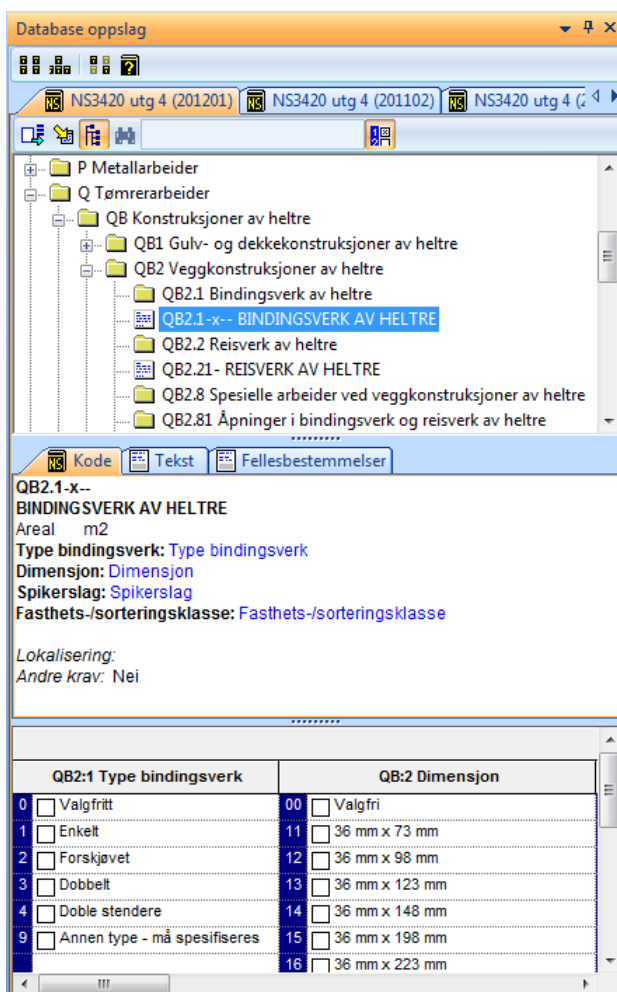 Database oppslag
NS3420 utg 4 (201201) NS3420 utg 4 (201102) NS3420 utg 4 (2
P Metallarbeider
Q Tømrerarbeider
QB Konstruksjoner av heltre
QB1 Gulv- og dekkekonstruksjoner av heltre
QB2 Veggkonstruksjoner av heltre
QB2.1 Bindingsverk av heltre
QB2.1-x-- BINDINGSVERK AV HELTRE
QB2.2 Reisverk av heltre
QB2.21- REISVERK AV HELTRE
QB2.8 Spesielle arbeider ved veggkonstruksjoner av heltre
QB2.81 Åpninger i bindingsverk og reisverk av heltre
NS Kode Tekst Fellesbestemmelser
QB2.1-x--
BINDINGSVERK AV HELTRE
Areal m2
Type bindingsverk: Type bindingsverk
Dimensjon: Dimensjon
Spikerslag: Spikerslag
Fasthets-/sorteringsklasse: Fasthets-/sorteringsklasse
Lokalisering:
Andre krav: Nei
QB2:1 Type bindingsverk QB:2 Dimensjon
0 Valgfritt 00 Valgfri
1 Enkelt 11 36 mm x 73 mm
2 Forskjøvet 12 36 mm x 98 mm
3 Dobbelt 13 36 mm x 123 mm
4 Doble stendere 14 36 mm x 148 mm
9 Annen type - må spesifiseres 15 36 mm x 198 mm
16 36 mm x 223 mm